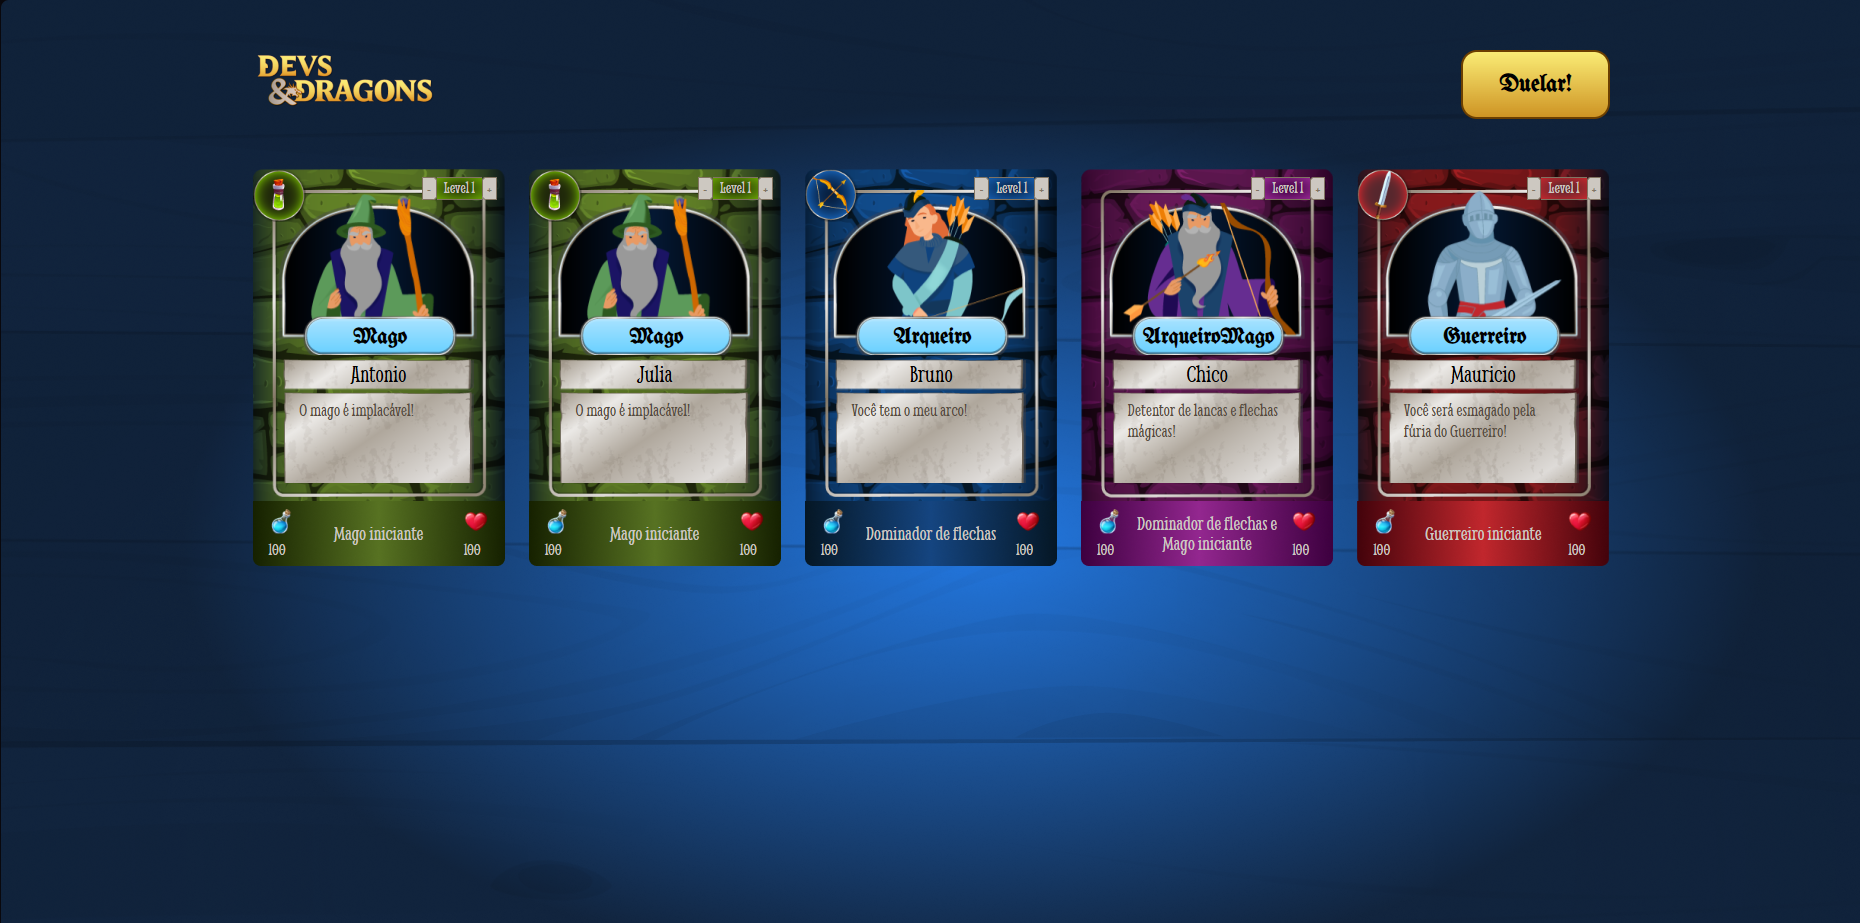 DEVS
&DRAGONS
Duelar!
- Level 1 +
Mago
Antonio
O mago é implacável!
Mago iniciante
100
100
- Level 1 +
Mago
Julia
O mago é implacável!
Mago iniciante
100
100
- Level 1 +
Arqueiro
Bruno
Você tem o meu arco!
Dominador de flechas
100
100
- Level 1 +
ArqueiroMago
Chico
Detentor de lancas e flechas
mágicas!
Dominador de flechas e
Mago iniciante
100
100
- Level 1 +
Guerreiro
Mauricio
Você será esmagado pela
fúria do Guerreiro!
Guerreiro iniciante
100
100